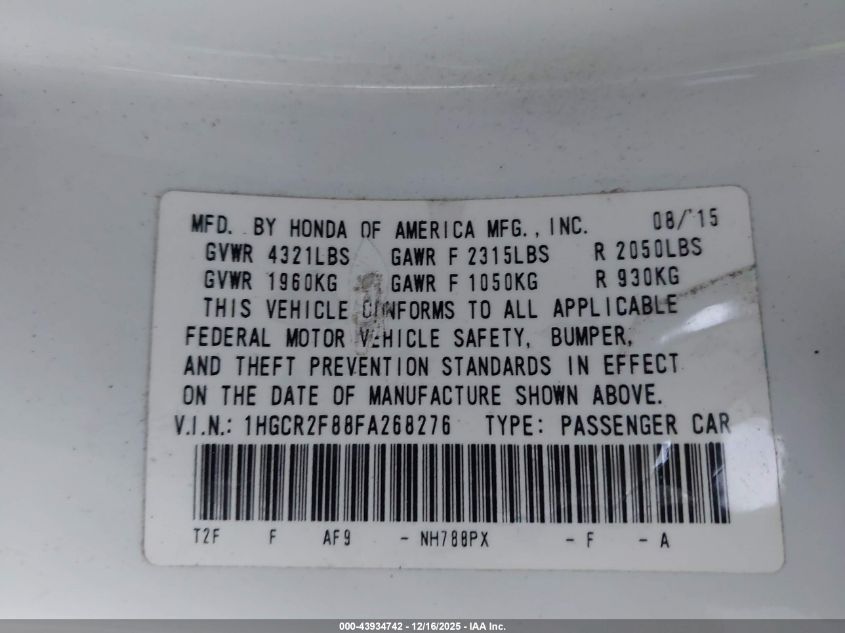 MFD. BY HONDA OF AMERICA MFG., INC. 08/15
GVWR 4321LBS GAWR F 2315LBS R 2050LBS
GVWR 1960KG GAWR F 1050KG R 930KG
THIS VEHICLE CONFORMS TO ALL APPLICABLE
FEDERAL MOTOR VEHICLE SAFETY, BUMPER,
AND THEFT PREVENTION STANDARDS IN EFFECT
ON THE DATE OF MANUFACTURE SHOWN ABOVE.
V.I.N.: 1HGCR2F88FA268276 TYPE: PASSENGER CAR
T2F F AF9 - NH788PX - F - A
000-43934742 - 12/16/2025 - IAA Inc.